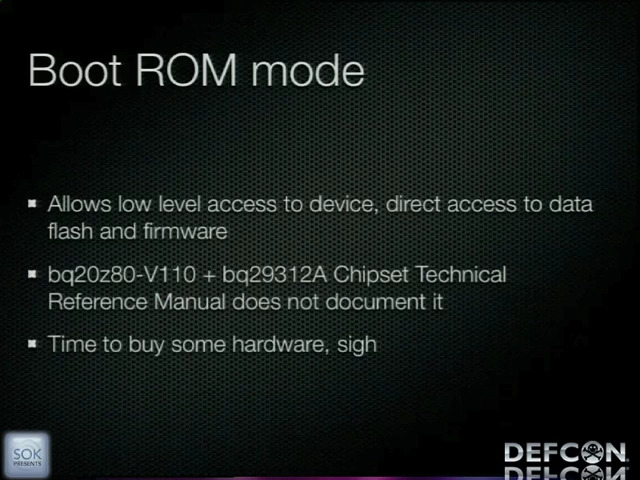 Boot ROM mode
Allows low level access to device, direct access to data
flash and firmware
bq20z80-V110 + bq29312A Chipset Technical
Reference Manual does not document it
Time to buy some hardware, sigh
SOK
PRESENTS
DEFCON